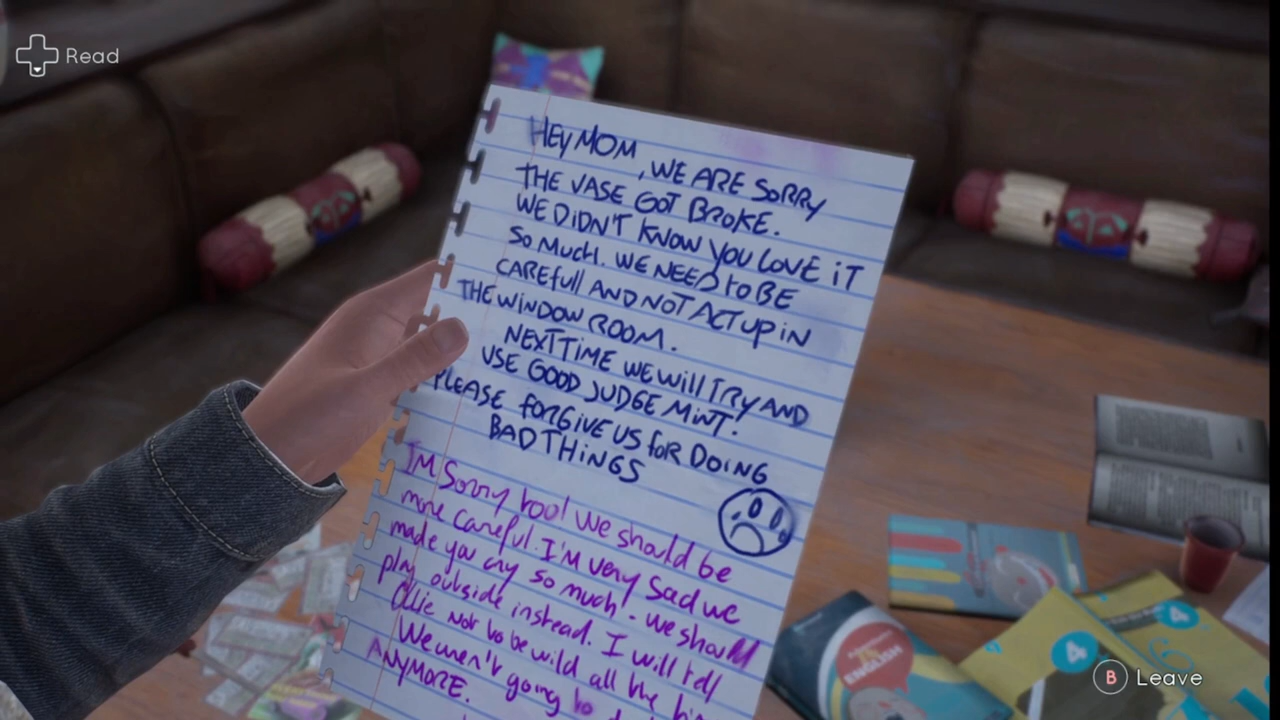 Read
HEY MOM, WE ARE SORRY
THE VASE GOT BROKE.
WE DIDN'T KNOW YOU LOVE iT
SO MUCH. WE NEED to BE
CAREfull AND NOT ACT UP iN
THE WINDOW ROOM.
NEXT TIME WE Will TRY AND
USE GOOD JUDGE MiNT!
PLEASE FORGIVE US foR DOiNG
BAD THiNGS
I'M Sorry too! We should be
more careful. I'm very sad we
made you cry so much. we should
play outside instead. I will tell
Ollie not to be wild all the
We weren't going to
ANYMORE.
ENGLISH
4
4
B Leave